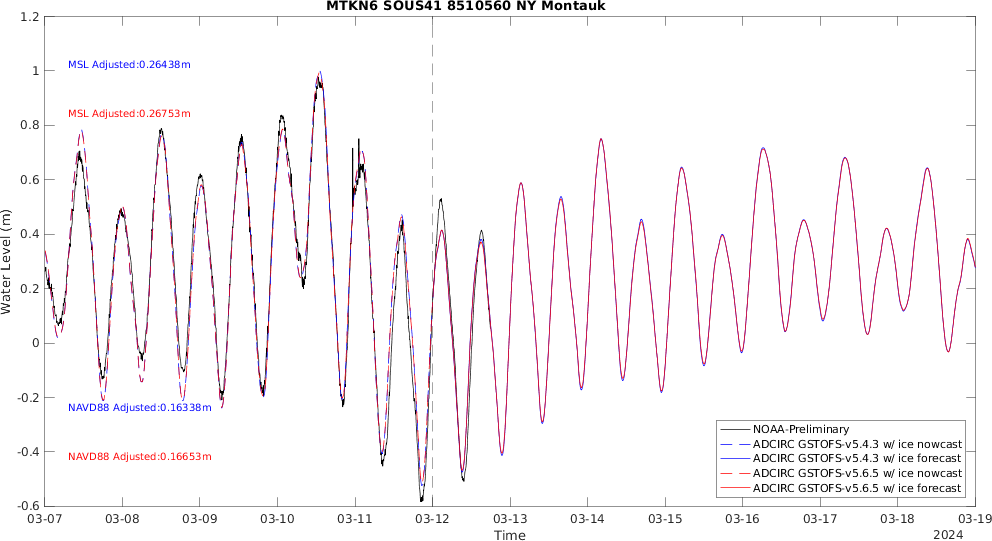 MTKN6 SOUS41 8510560 NY Montauk
1.2
1
0.8
0.6
0.4
0.2
0
-0.2
-0.4
-0.6
Water Level (m)
MSL Adjusted:0.26438m
MSL Adjusted:0.26753m
NAVD88 Adjusted:0.16338m
NAVD88 Adjusted:0.16653m
NOAA-Preliminary
ADCIRC GSTOFS-v5.4.3 w/ ice nowcast
ADCIRC GSTOFS-v5.4.3 w/ ice forecast
ADCIRC GSTOFS-v5.6.5 w/ ice nowcast
ADCIRC GSTOFS-v5.6.5 w/ ice forecast
03-07 03-08 03-09 03-10 03-11 03-12 03-13 03-14 03-15 03-16 03-17 03-18 03-19
Time
2024